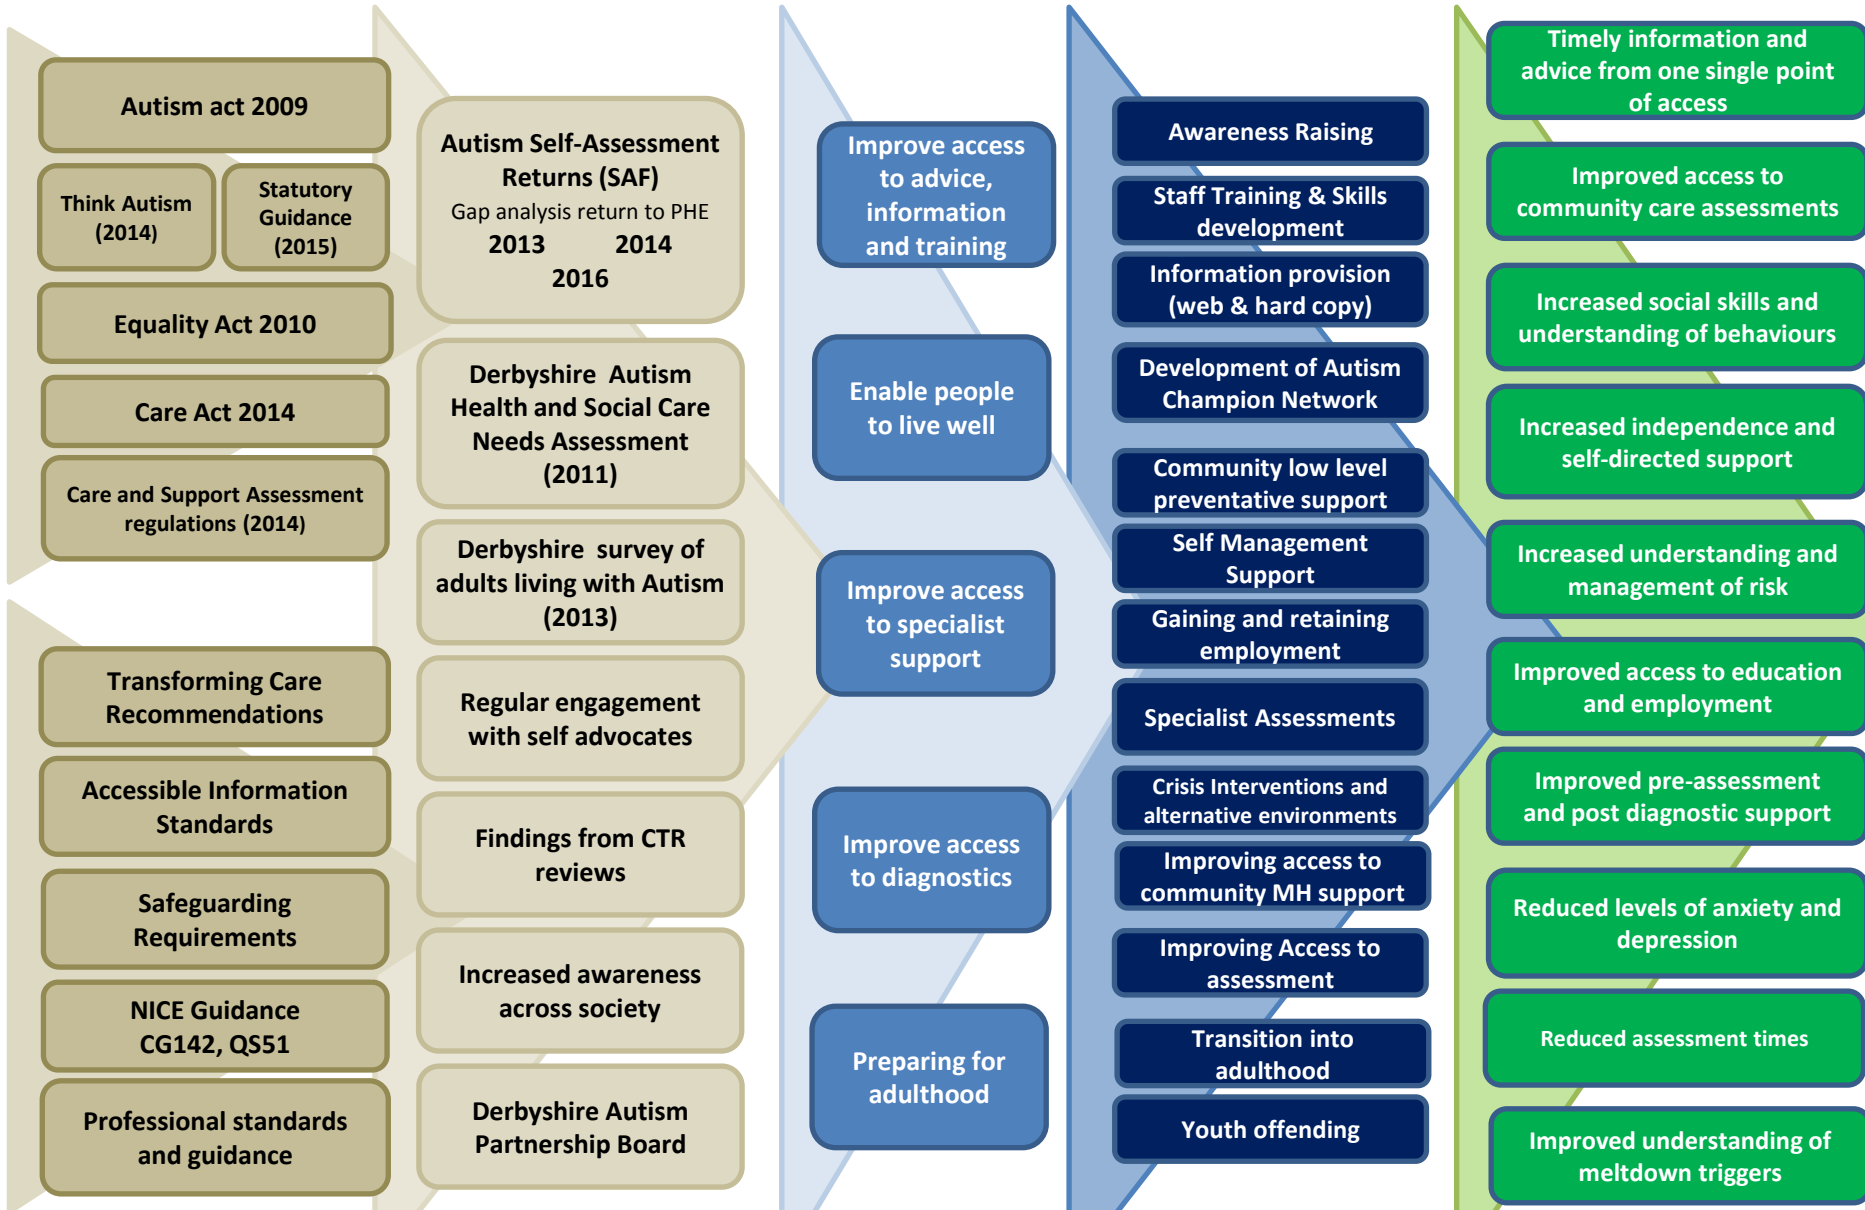 Autism act 2009
Think Autism
(2014)
Statutory
Guidance
(2015)
Equality Act 2010
Care Act 2014
Care and Support Assessment
regulations (2014)
Transforming Care
Recommendations
Accessible Information
Standards
Safeguarding
Requirements
NICE Guidance
CG142, QS51
Professional standards
and guidance
Autism Self-Assessment
Returns (SAF)
Gap analysis return to PHE
2013 2014
2016
Derbyshire Autism
Health and Social Care
Needs Assessment
(2011)
Derbyshire survey of
adults living with Autism
(2013)
Regular engagement
with self advocates
Findings from CTR
reviews
Increased awareness
across society
Derbyshire Autism
Partnership Board
Improve access
to advice,
information
and training
Enable people
to live well
Improve access
to specialist
support
Improve access
to diagnostics
Preparing for
adulthood
Awareness Raising
Staff Training & Skills
development
Information provision
(web & hard copy)
Development of Autism
Champion Network
Community low level
preventative support
Self Management
Support
Gaining and retaining
employment
Specialist Assessments
Crisis Interventions and
alternative environments
Improving access to
community MH support
Improving Access to
assessment
Transition into
adulthood
Youth offending
Timely information and
advice from one single point
of access
Improved access to
community care assessments
Increased social skills and
understanding of behaviours
Increased independence and
self-directed support
Increased understanding and
management of risk
Improved access to education
and employment
Improved pre-assessment
and post diagnostic support
Reduced levels of anxiety and
depression
Reduced assessment times
Improved understanding of
meltdown triggers